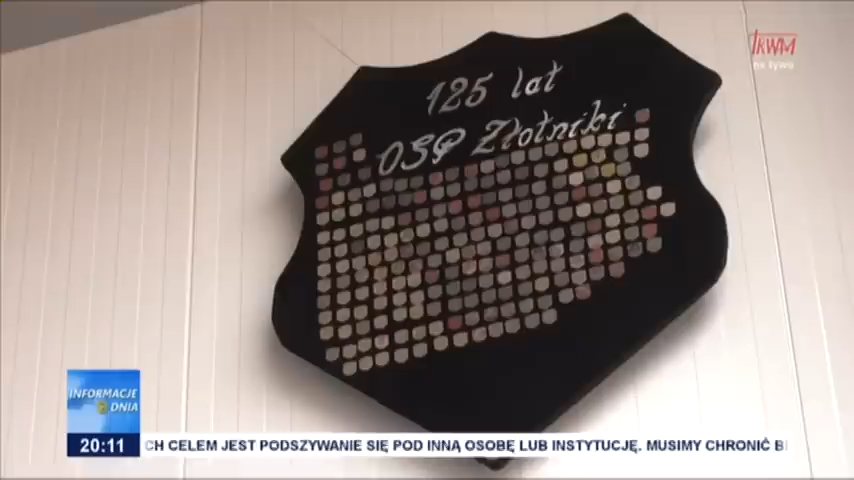 TRWM
na żywo
125 lat
OSP Złotniki
INFORMACJE
DNIA
20:11
CH CELEM JEST PODSZYWANIE SIĘ POD INNĄ OSOBĘ LUB INSTYTUCJĘ. MUSIMY CHRONIĆ